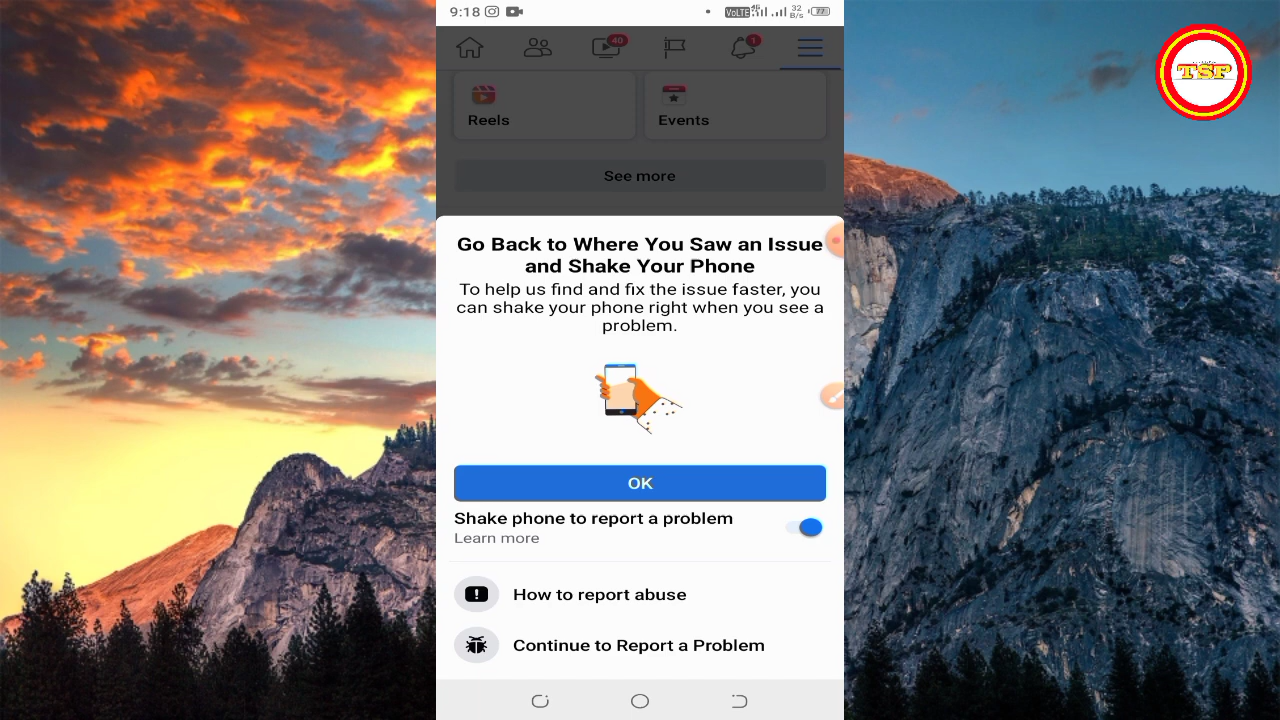 9:18
VoLTE 4G 32 B/s 77
40
1
TSP
Reels
Events
See more
Go Back to Where You Saw an Issue
and Shake Your Phone
To help us find and fix the issue faster, you
can shake your phone right when you see a
problem.
OK
Shake phone to report a problem
Learn more
How to report abuse
Continue to Report a Problem